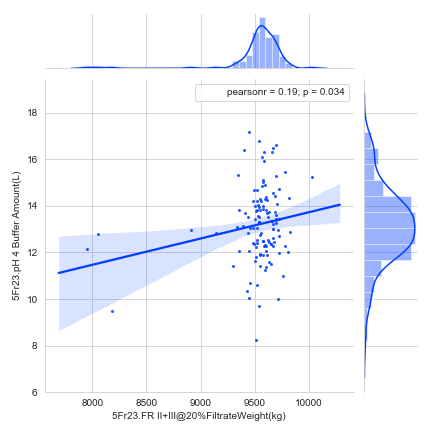 pearsonr = 0.19; p = 0.034
18
16
14
12
10
8
6
5Fr23.pH 4 Buffer Amount(L)
8000 8500 9000 9500 10000
5Fr23.FR II+III@20%FiltrateWeight(kg)